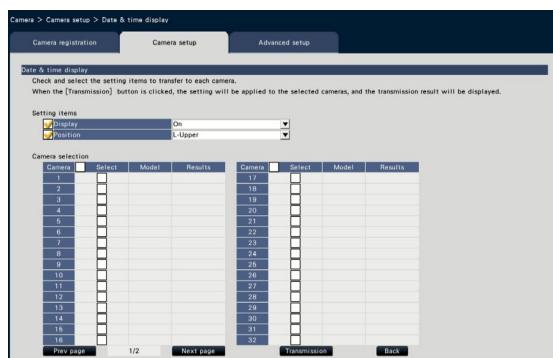 Camera > Camera setup > Date & time display
Camera registration Camera setup Advanced setup
Date & time display
Check and select the setting items to transfer to each camera.
When the [Transmission] button is clicked, the setting will be applied to the selected cameras, and the transmission result will be displayed.
Setting items
Display On
Position L-Upper
Camera selection
Camera Select Model Results Camera Select Model Results
1 17
2 18
3 19
4 20
5 21
6 22
7 23
8 24
9 25
10 26
11 27
12 28
13 29
14 30
15 31
16 32
Prev page 1/2 Next page Transmission Back